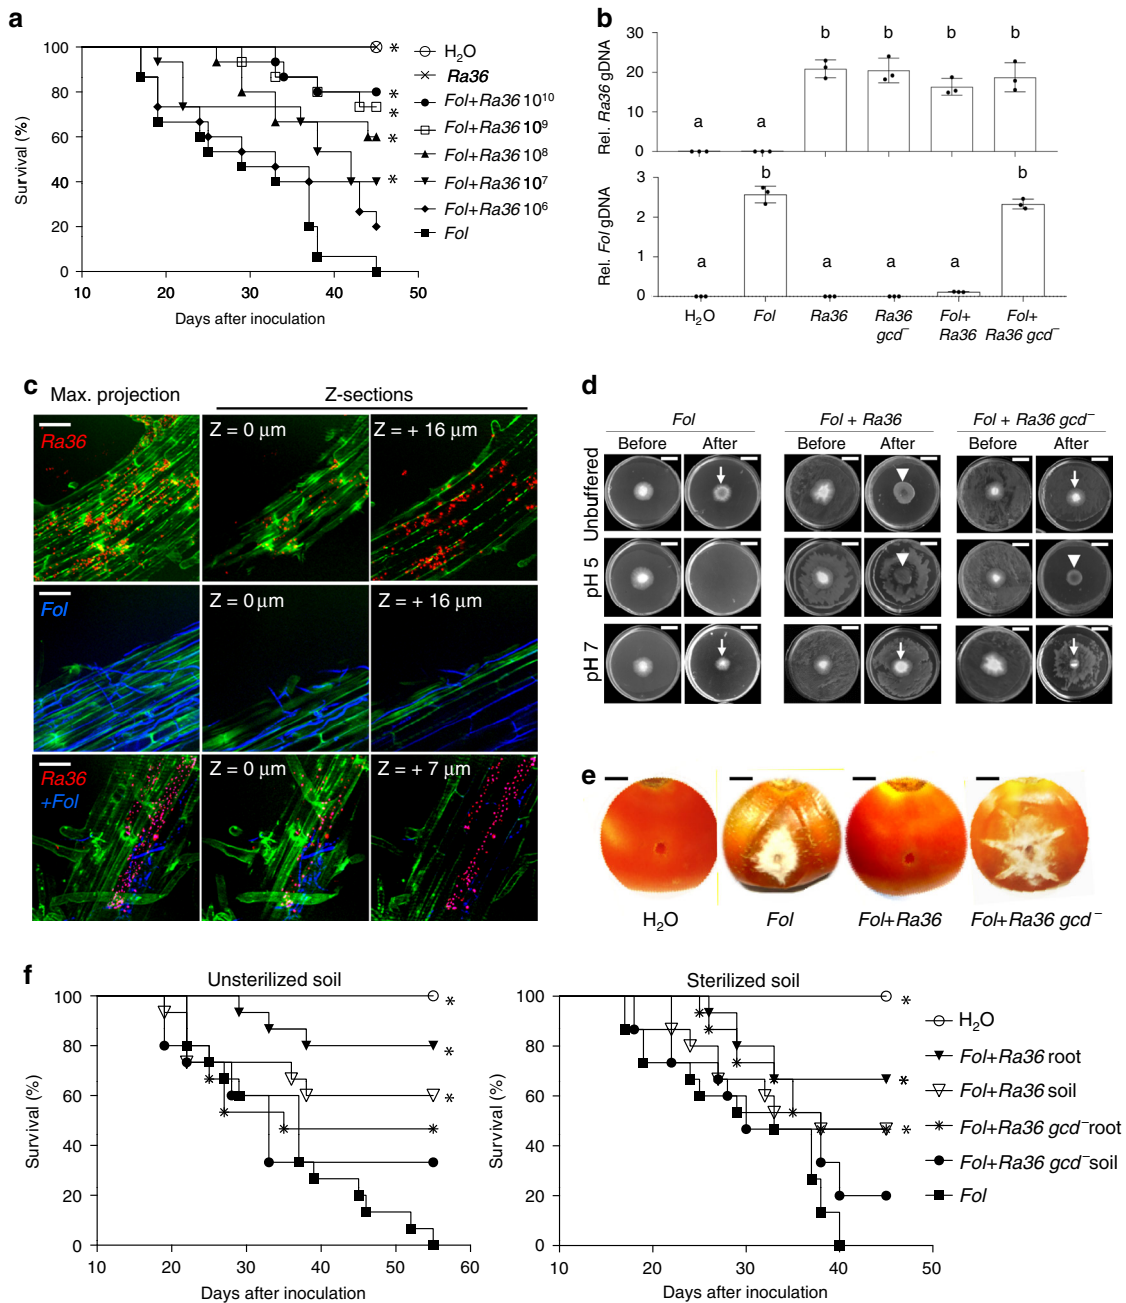 a
100
80
60
40
20
0
Survival (%)
10 20 30 40 50
Days after inoculation
H2O
Ra36
Fol+Ra36 10^10
Fol+Ra36 10^9
Fol+Ra36 10^8
Fol+Ra36 10^7
Fol+Ra36 10^6
Fol
* * * * *
b
Rel. Ra36 gDNA
30
20
10
0
a a b b b b
Rel. Fol gDNA
3
2
1
0
a b a a a b
H2O Fol Ra36 Ra36 gcd– Fol+ Ra36 Fol+ Ra36 gcd–
c
Max. projection Z-sections
Ra36 Z = 0 μm Z = + 16 μm
Fol Z = 0 μm Z = + 16 μm
Ra36 +Fol Z = 0 μm Z = + 7 μm
d
Fol Fol + Ra36 Fol + Ra36 gcd–
Before After Before After Before After
Unbuffered
pH 5
pH 7
e
H2O Fol Fol+Ra36 Fol+Ra36 gcd–
f
Unsterilized soil
100
80
60
40
20
0
Survival (%)
10 20 30 40 50 60
Days after inoculation
* * *
Sterilized soil
100
80
60
40
20
0
Survival (%)
10 20 30 40 50
Days after inoculation
* * *
H2O
Fol+Ra36 root
Fol+Ra36 soil
Fol+Ra36 gcd– root
Fol+Ra36 gcd– soil
Fol